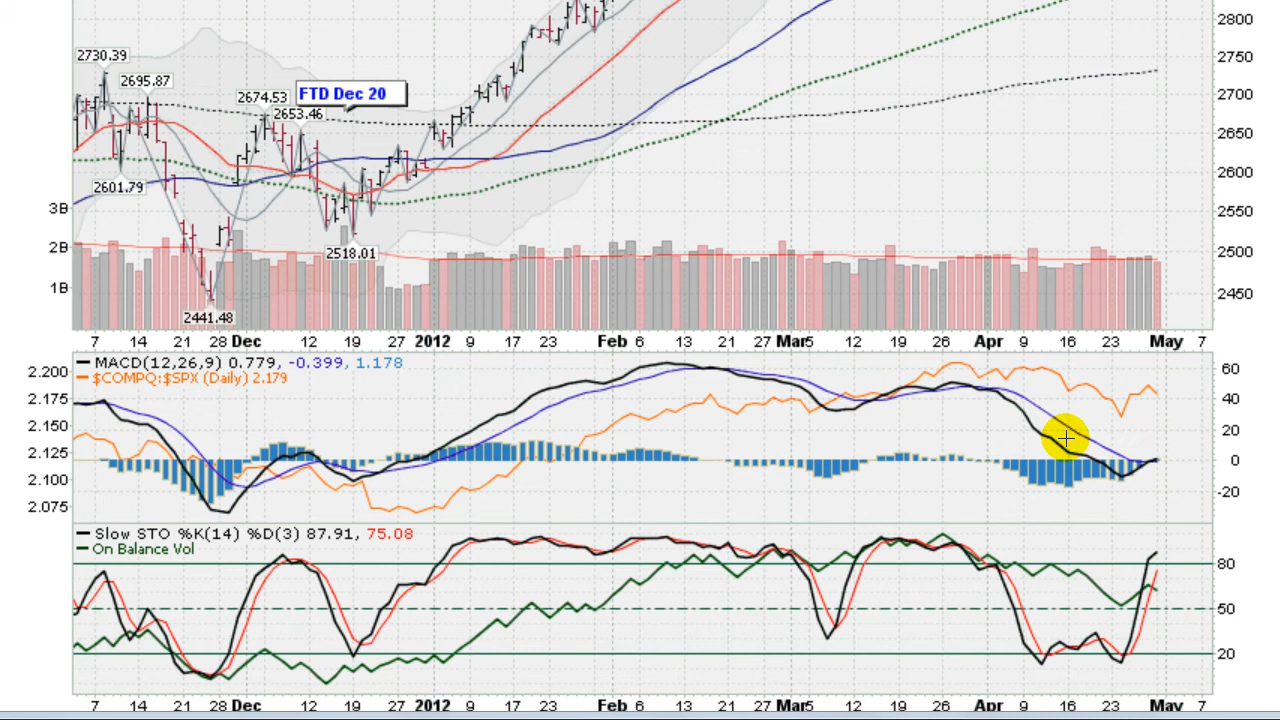 2800
2750
2730.39
2695.87
FTD Dec 20
2700
2674.53
2653.46
2650
2601.79
2600
3B
2550
2B
2518.01
2500
1B
2450
2441.48
7 14 21 28 Dec 12 19 27 2012 9 17 23 Feb 6 13 21 27 Mar5 12 19 26 Apr 9 16 23 May 7
MACD(12,26,9) 0.779, -0.399, 1.178
$COMPQ:$SPX (Daily) 2.179
2.200 60
2.175 40
2.150 20
2.125 0
2.100 -20
2.075
Slow STO %K(14) %D(3) 87.91, 75.08
On Balance Vol
80
50
20
7 14 21 28 Dec 12 19 27 2012 9 17 23 Feb 6 13 21 27 Mar5 12 19 26 Apr 9 16 23 May 7